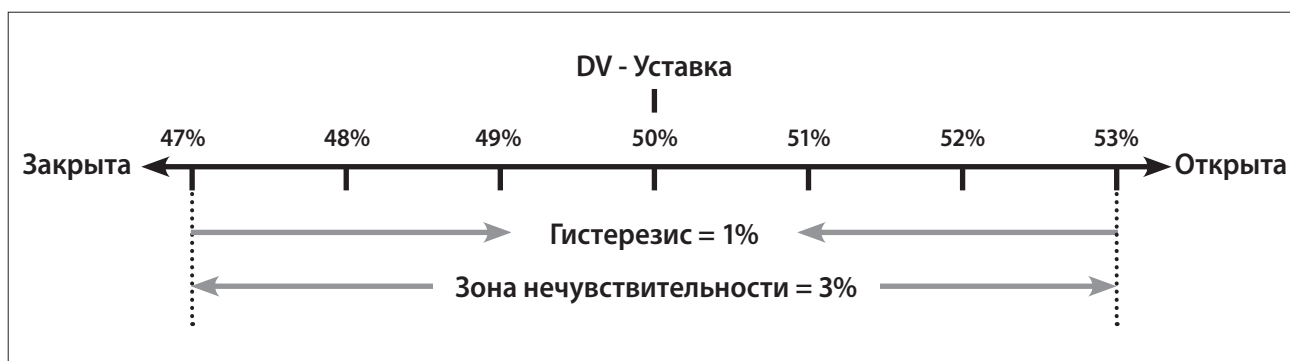 DV - Уставка
47% 48% 49% 50% 51% 52% 53%
Закрыта Открыта
Гистерезис = 1%
Зона нечувствительности = 3%